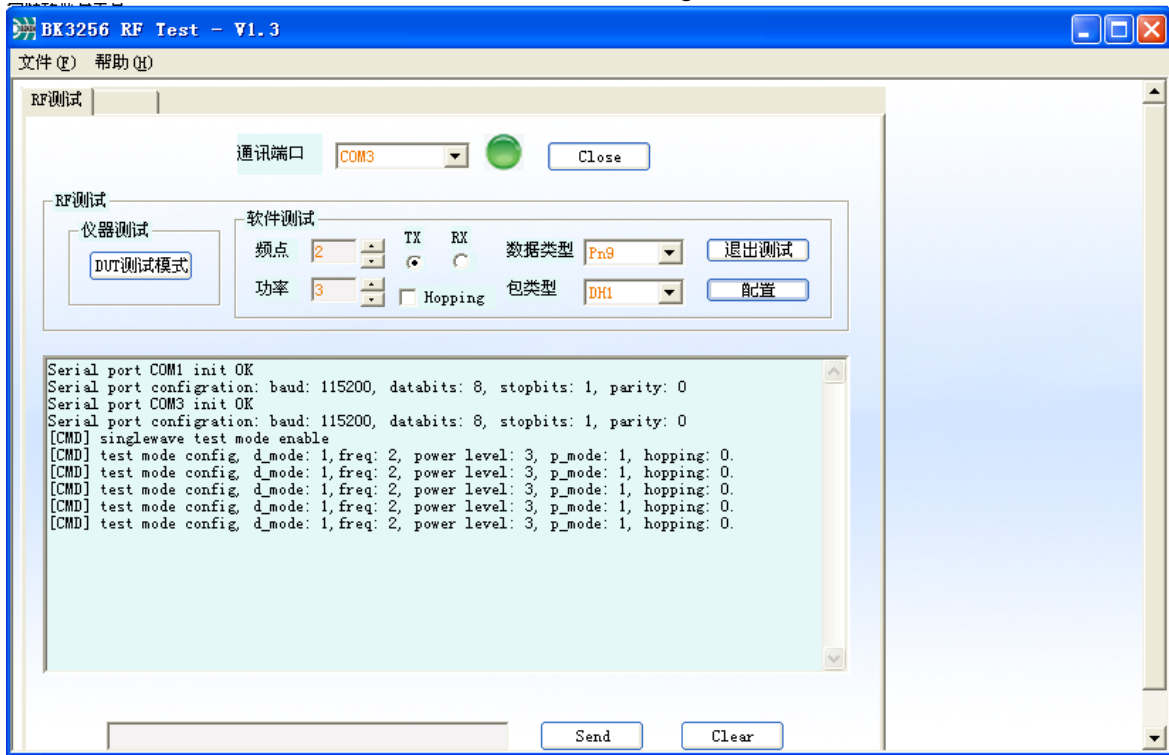 BK3256 RF Test - V1.3
文件(F) 帮助(H)
RF测试
通讯端口 COM3 Close
RF测试
仪器测试 软件测试
频点 2 TX RX 数据类型 Pn9 退出测试
DUT测试模式
功率 3 Hopping 包类型 DH1 配置
Serial port COM1 init OK
Serial port configration: baud: 115200, databits: 8, stopbits: 1, parity: 0
Serial port COM3 init OK
Serial port configration: baud: 115200, databits: 8, stopbits: 1, parity: 0
[CMD] singlewave test mode enable
[CMD] test mode config, d_mode: 1,freq: 2, power level: 3, p_mode: 1, hopping: 0.
[CMD] test mode config, d_mode: 1,freq: 2, power level: 3, p_mode: 1, hopping: 0.
[CMD] test mode config, d_mode: 1,freq: 2, power level: 3, p_mode: 1, hopping: 0.
[CMD] test mode config, d_mode: 1,freq: 2, power level: 3, p_mode: 1, hopping: 0.
[CMD] test mode config, d_mode: 1,freq: 2, power level: 3, p_mode: 1, hopping: 0.
Send Clear